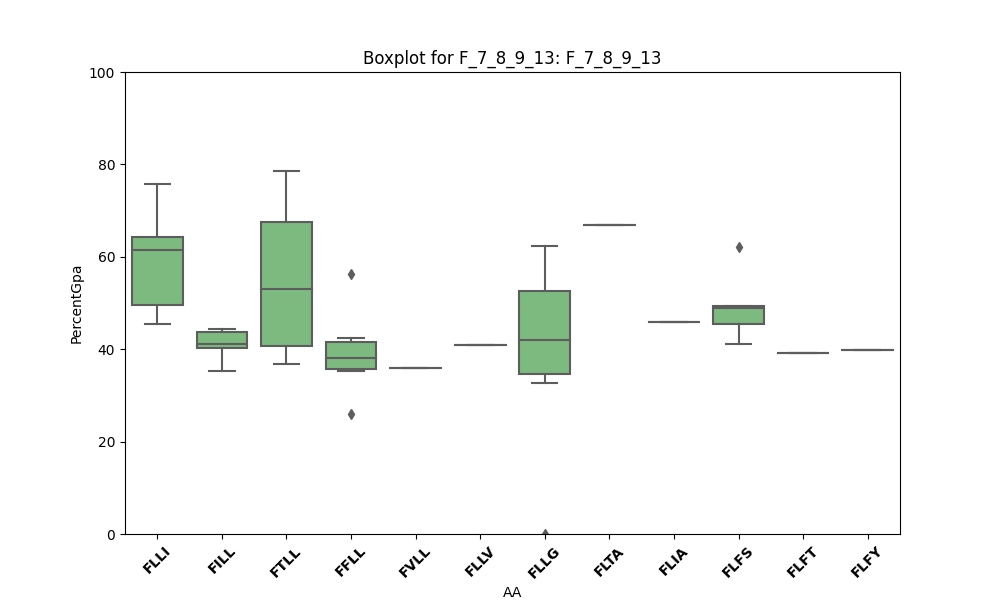 Boxplot for F_7_8_9_13: F_7_8_9_13
100
80
60
40
20
0
PercentGpa
FLLI
FILL
FTLL
FFLL
FVLL
FLLV
FLLG
FLTA
FLIA
FLFS
FLFT
FLFY
AA